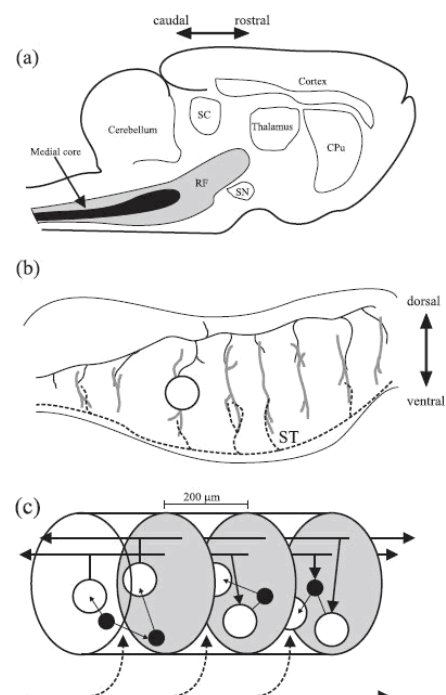 caudal rostral
(a)
Cortex
SC
Cerebellum
Thalamus
CPu
Medial core
RF
SN
(b)
dorsal
ventral
ST
(c)
200 μm